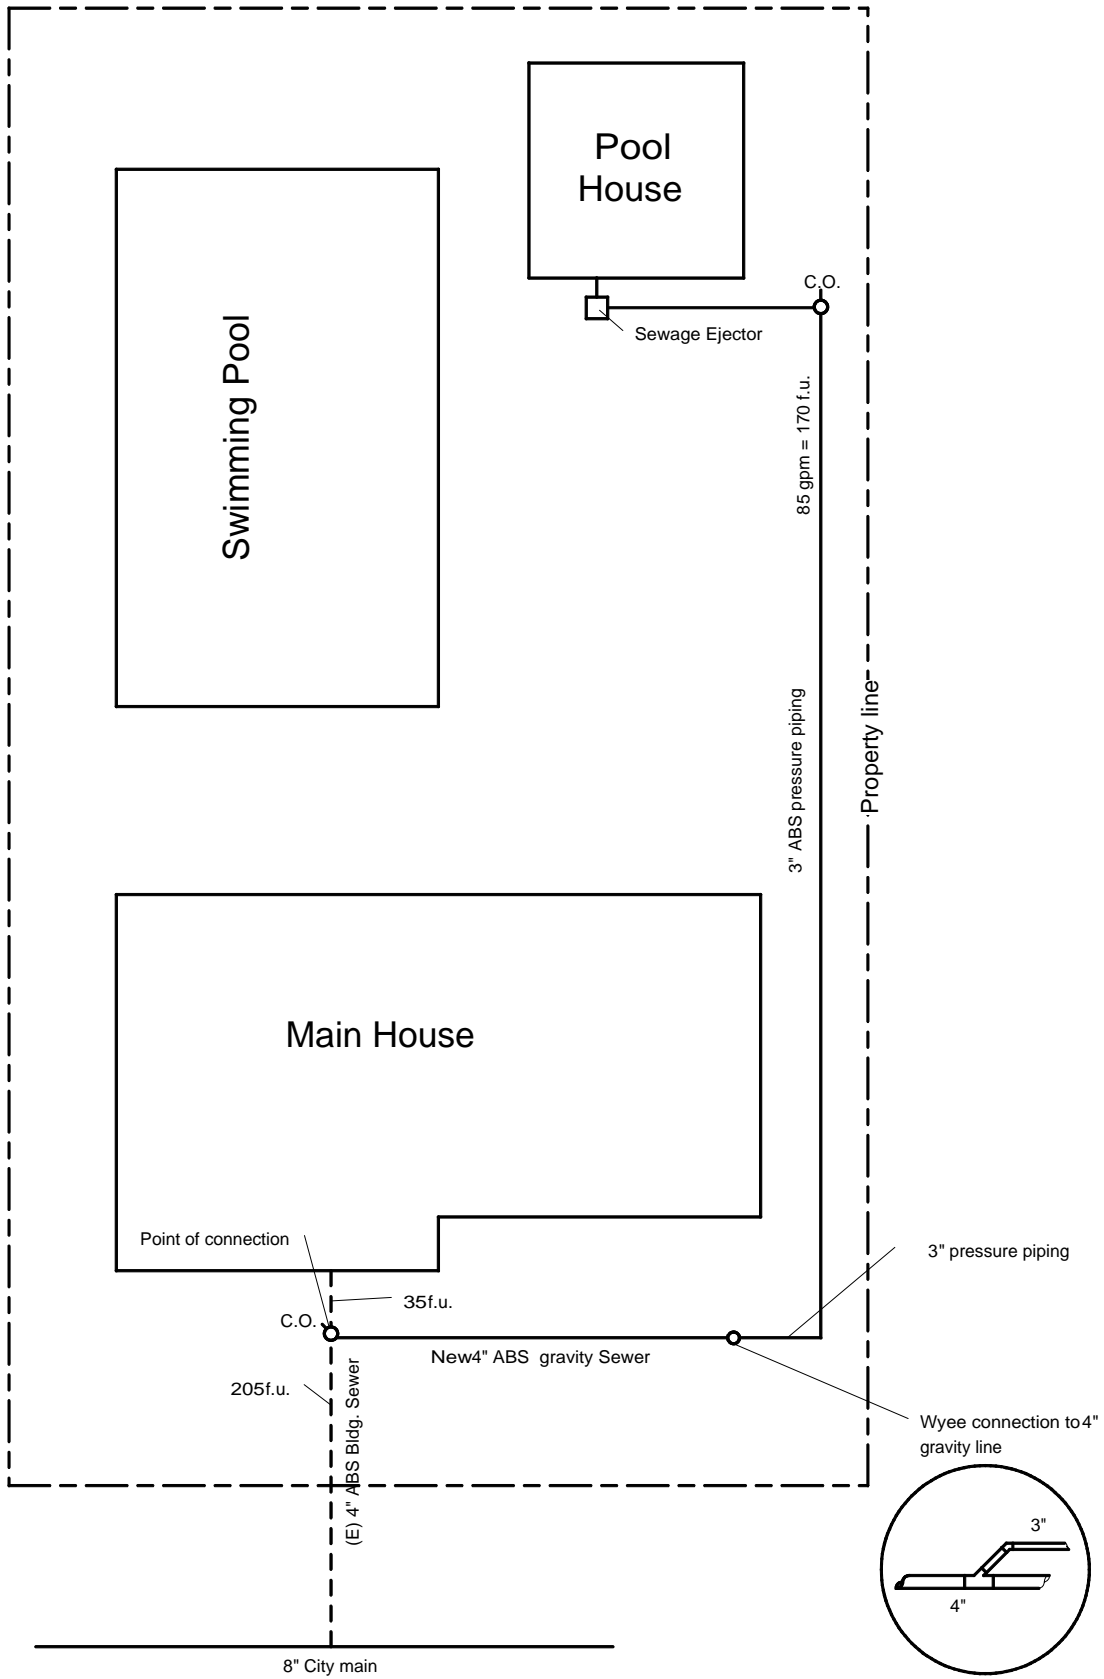 Pool
House
C.O.
Sewage Ejector
Swimming Pool
85 gpm = 170 f.u.
3" ABS pressure piping
Property line
Main House
Point of connection
3" pressure piping
35f.u.
C.O.
New4" ABS gravity Sewer
205f.u.
(E) 4" ABS Bldg. Sewer
Wyee connection to4"
gravity line
3"
4"
8" City main